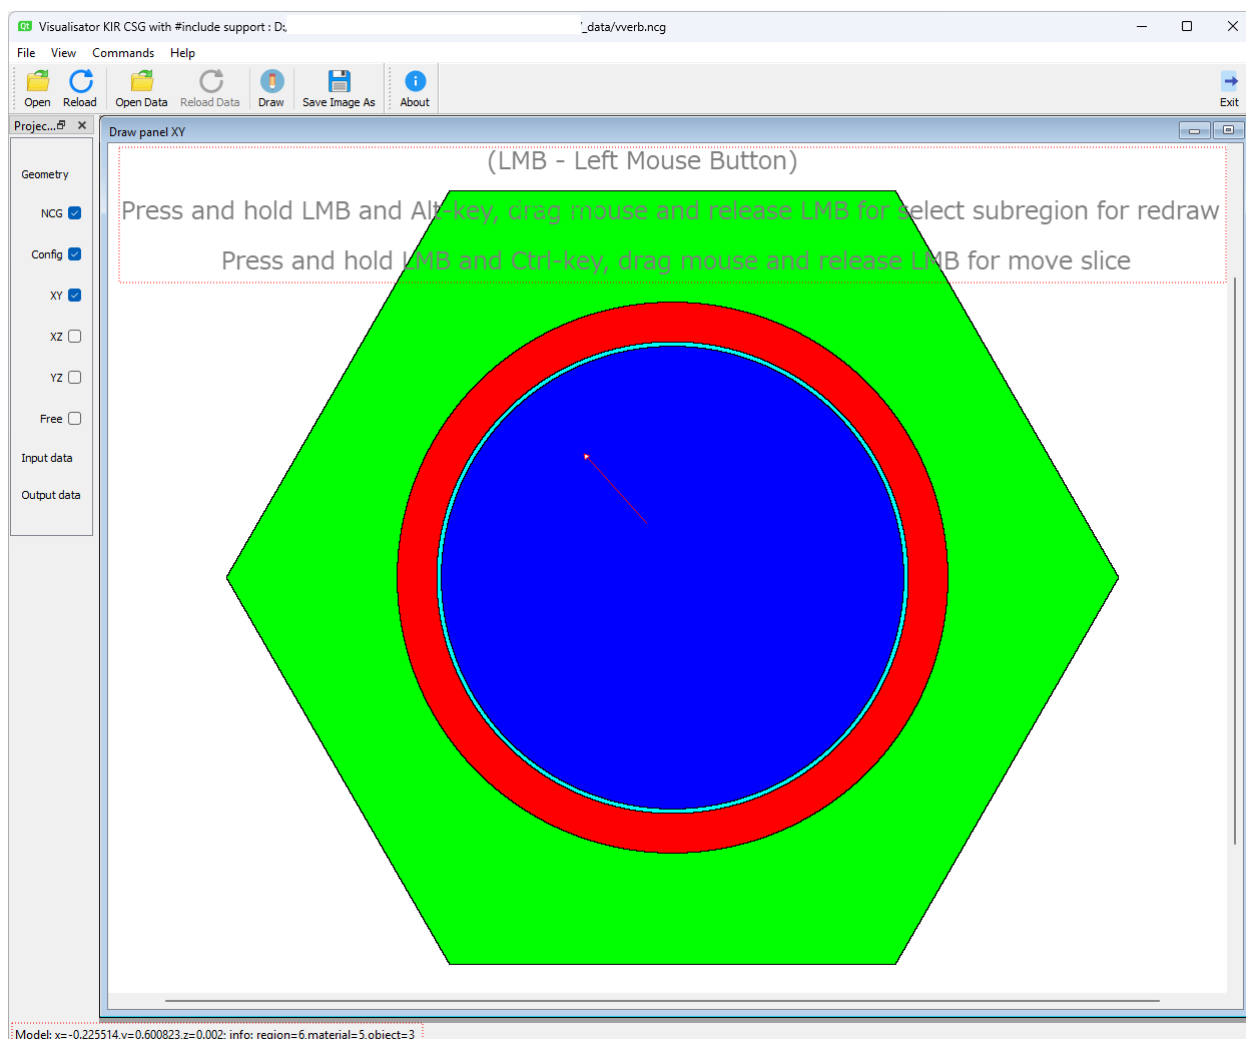 Visualisator KIR CSG with #include support : D:, /_data/vverb.ncg
File View Commands Help
Open Reload Open Data Reload Data Draw Save Image As About Exit
Projec...
Draw panel XY
Geometry
NCG
Config
XY
XZ
YZ
Free
Input data
Output data
(LMB - Left Mouse Button)
Press and hold LMB and Alt-key, drag mouse and release LMB for select subregion for redraw
Press and hold LMB and Ctrl-key, drag mouse and release LMB for move slice
Model: x=-0.225514,y=0.600823,z=0.002; info: region=6,material=5,object=3